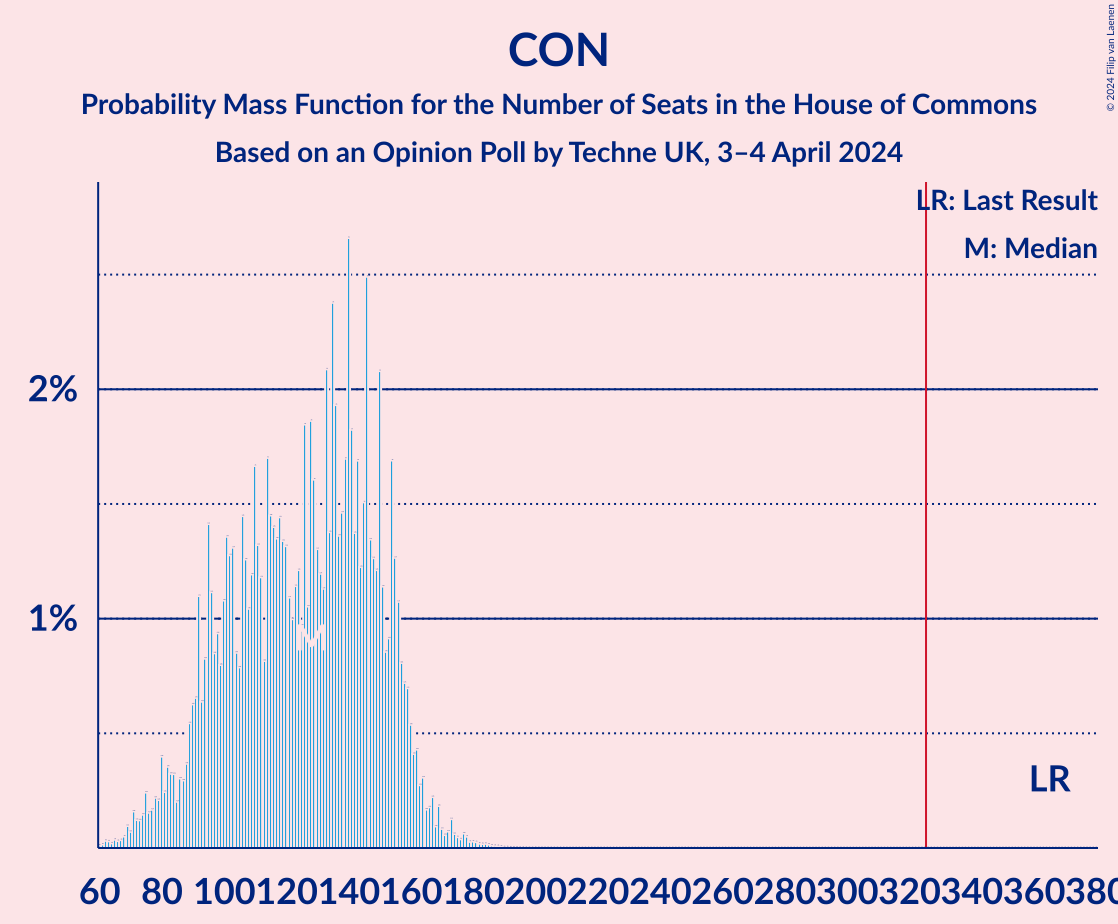 CON
Probability Mass Function for the Number of Seats in the House of Commons
Based on an Opinion Poll by Techne UK, 3–4 April 2024
© 2024 Filip van Laenen
LR: Last Result
M: Median
2%
1%
M
LR
60 80 100 120 140 160 180 200 220 240 260 280 300 320 340 360 380